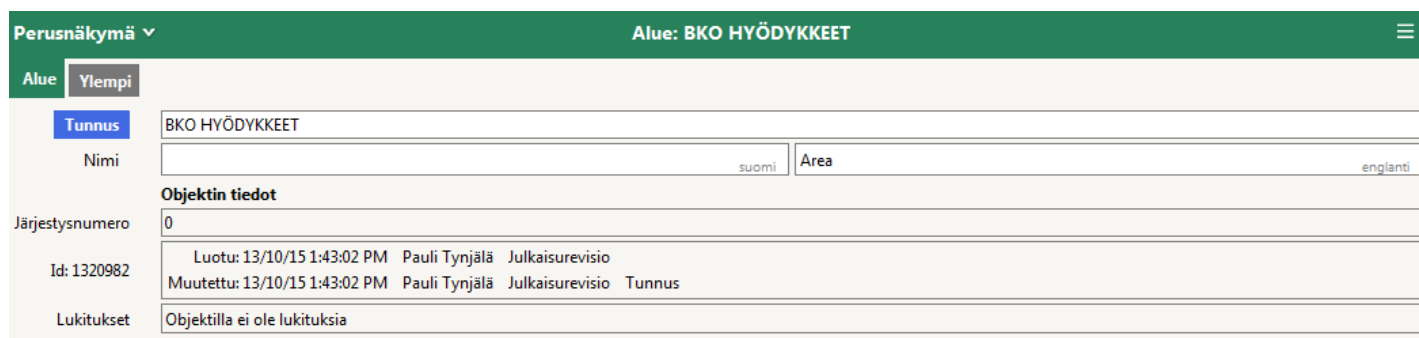 Perusnäkymä Alue: BKO HYÖDYKKEET
Alue Ylempi
Tunnus BKO HYÖDYKKEET
Nimi suomi Area englanti
Objektin tiedot
Järjestysnumero 0
Id: 1320982
Luotu: 13/10/15 1:43:02 PM Pauli Tynjälä Julkaisurevisio
Muutettu: 13/10/15 1:43:02 PM Pauli Tynjälä Julkaisurevisio Tunnus
Lukitukset Objektilla ei ole lukituksia